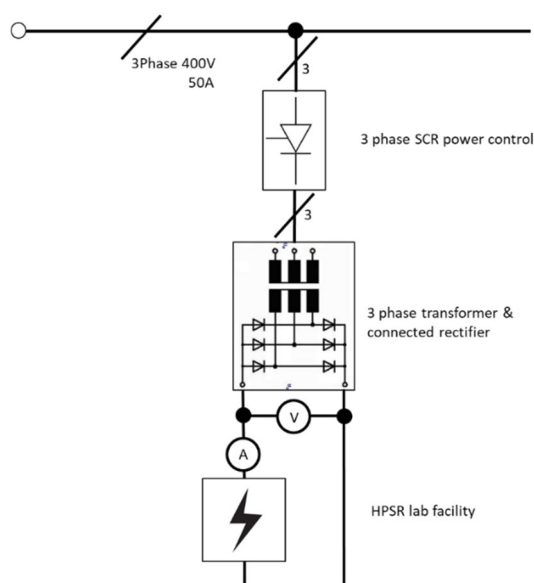 3Phase 400V
50A
3
3 phase SCR power control
3
3 phase transformer &
connected rectifier
V
A
HPSR lab facility